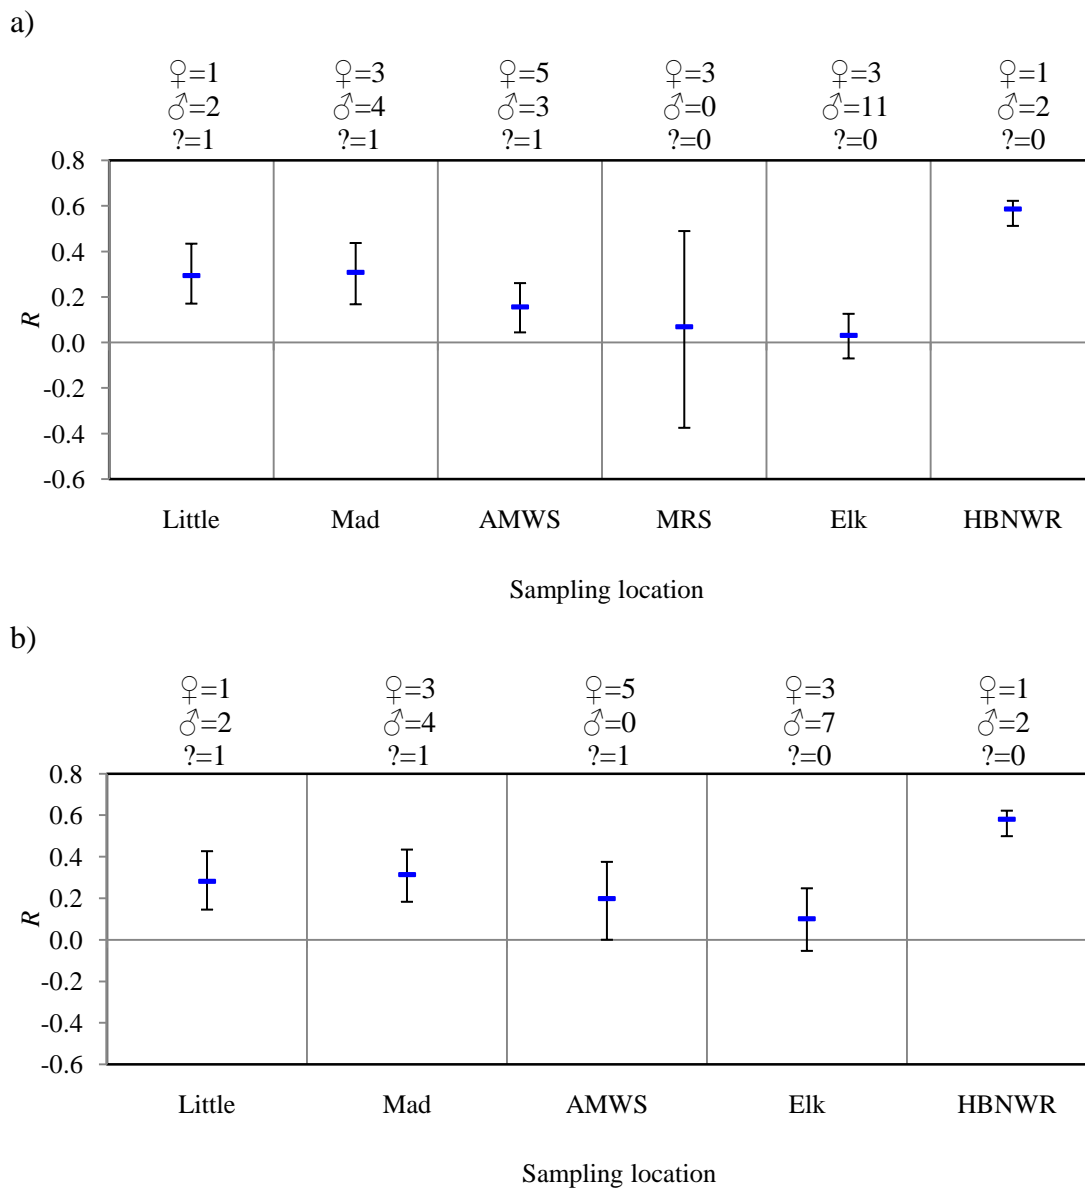 a)
♀=1 ♀=3 ♀=5 ♀=3 ♀=3 ♀=1
♂=2 ♂=4 ♂=3 ♂=0 ♂=11 ♂=2
?=1 ?=1 ?=1 ?=0 ?=0 ?=0
0.8
0.6
0.4
0.2
0.0
-0.2
-0.4
-0.6
R
Little Mad AMWS MRS Elk HBNWR
Sampling location
b)
♀=1 ♀=3 ♀=5 ♀=3 ♀=1
♂=2 ♂=4 ♂=0 ♂=7 ♂=2
?=1 ?=1 ?=1 ?=0 ?=0
0.8
0.6
0.4
0.2
0.0
-0.2
-0.4
-0.6
R
Little Mad AMWS Elk HBNWR
Sampling location